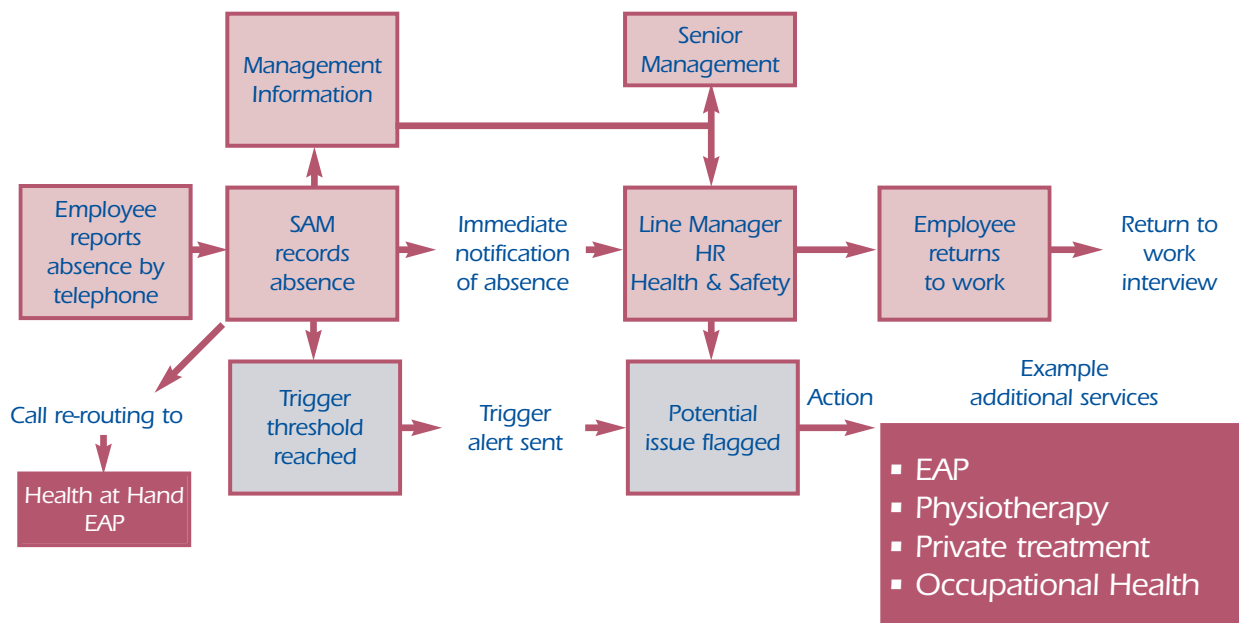 Management
Information
Senior
Management
Employee
reports
absence by
telephone
SAM
records
absence
Immediate
notification
of absence
Line Manager
HR
Health & Safety
Employee
returns
to work
Return to
work
interview
Call re-routing to
Health at Hand
EAP
Trigger
threshold
reached
Trigger
alert sent
Potential
issue flagged
Action
Example
additional services
▪ EAP
▪ Physiotherapy
▪ Private treatment
▪ Occupational Health